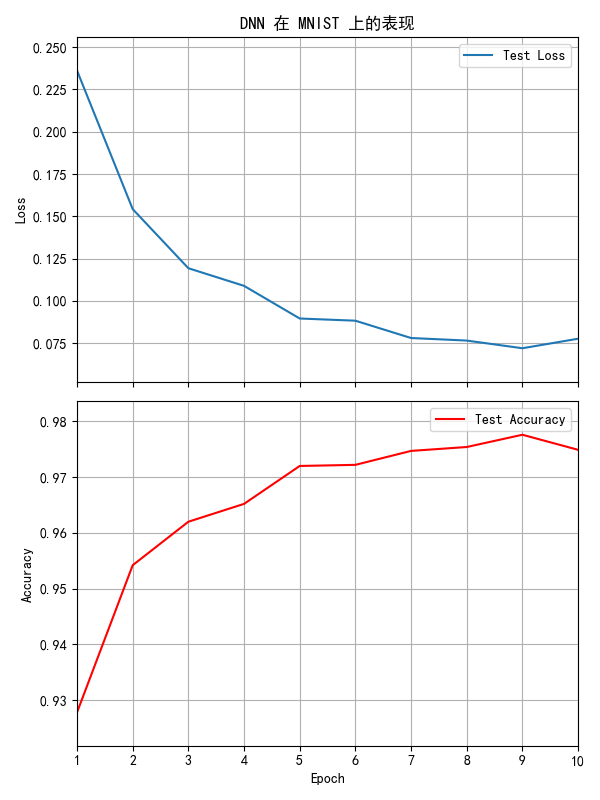 DNN 在 MNIST 上的表现
Test Loss
0.250
0.225
0.200
0.175
0.150
0.125
0.100
0.075
Loss
Test Accuracy
0.98
0.97
0.96
0.95
0.94
0.93
Accuracy
1 2 3 4 5 6 7 8 9 10
Epoch